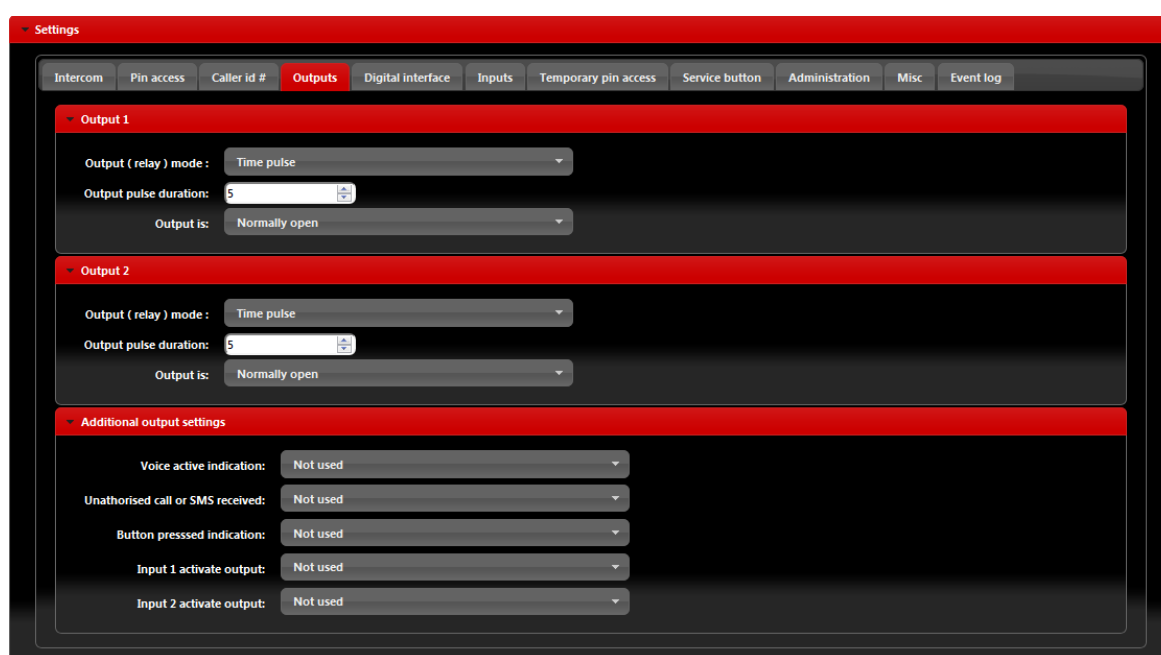 Settings
Intercom Pin access Caller id # Outputs Digital interface Inputs Temporary pin access Service button Administration Misc Event log
Output 1
Output ( relay ) mode : Time pulse
Output pulse duration: 5
Output is: Normally open
Output 2
Output ( relay ) mode : Time pulse
Output pulse duration: 5
Output is: Normally open
Additional output settings
Voice active indication: Not used
Unathorised call or SMS received: Not used
Button presssed indication: Not used
Input 1 activate output: Not used
Input 2 activate output: Not used